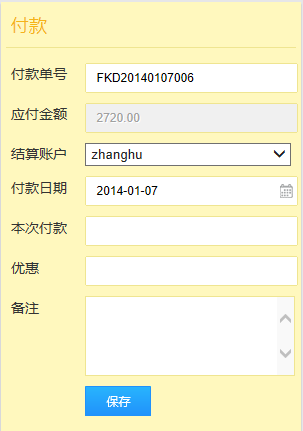 付款
付款单号 FKD20140107006
应付金额 2720.00
结算账户 zhanghu
付款日期 2014-01-07
本次付款
优惠
备注
保存